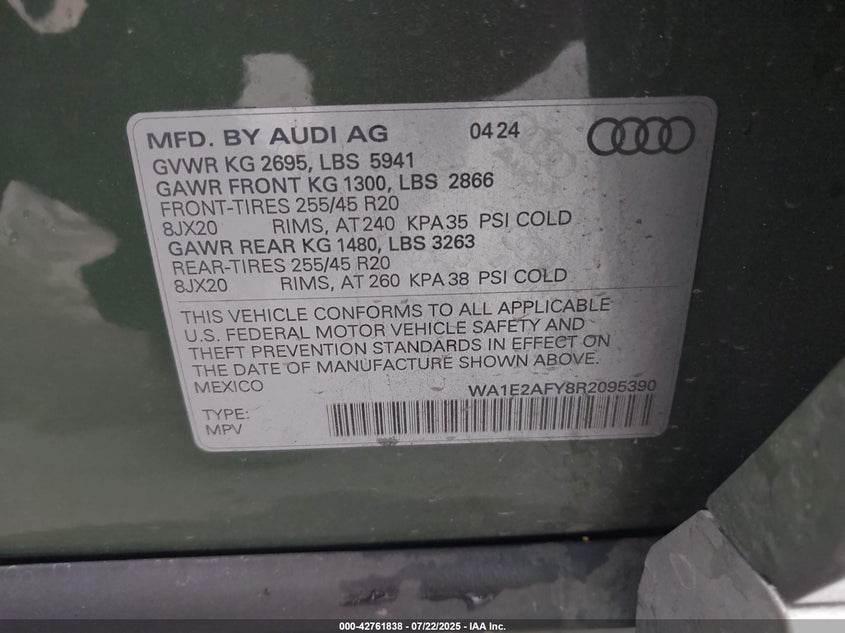 MFD. BY AUDI AG 04 24
GVWR KG 2695, LBS 5941
GAWR FRONT KG 1300, LBS 2866
FRONT-TIRES 255/45 R20
8JX20 RIMS, AT 240 KPA 35 PSI COLD
GAWR REAR KG 1480, LBS 3263
REAR-TIRES 255/45 R20
8JX20 RIMS, AT 260 KPA 38 PSI COLD
THIS VEHICLE CONFORMS TO ALL APPLICABLE
U.S. FEDERAL MOTOR VEHICLE SAFETY AND
THEFT PREVENTION STANDARDS IN EFFECT ON
THE DATE OF MANUFACTURE SHOWN ABOVE.
MEXICO WA1E2AFY8R2095390
TYPE:
MPV
000-42761838 - 07/22/2025 - IAAI.COM